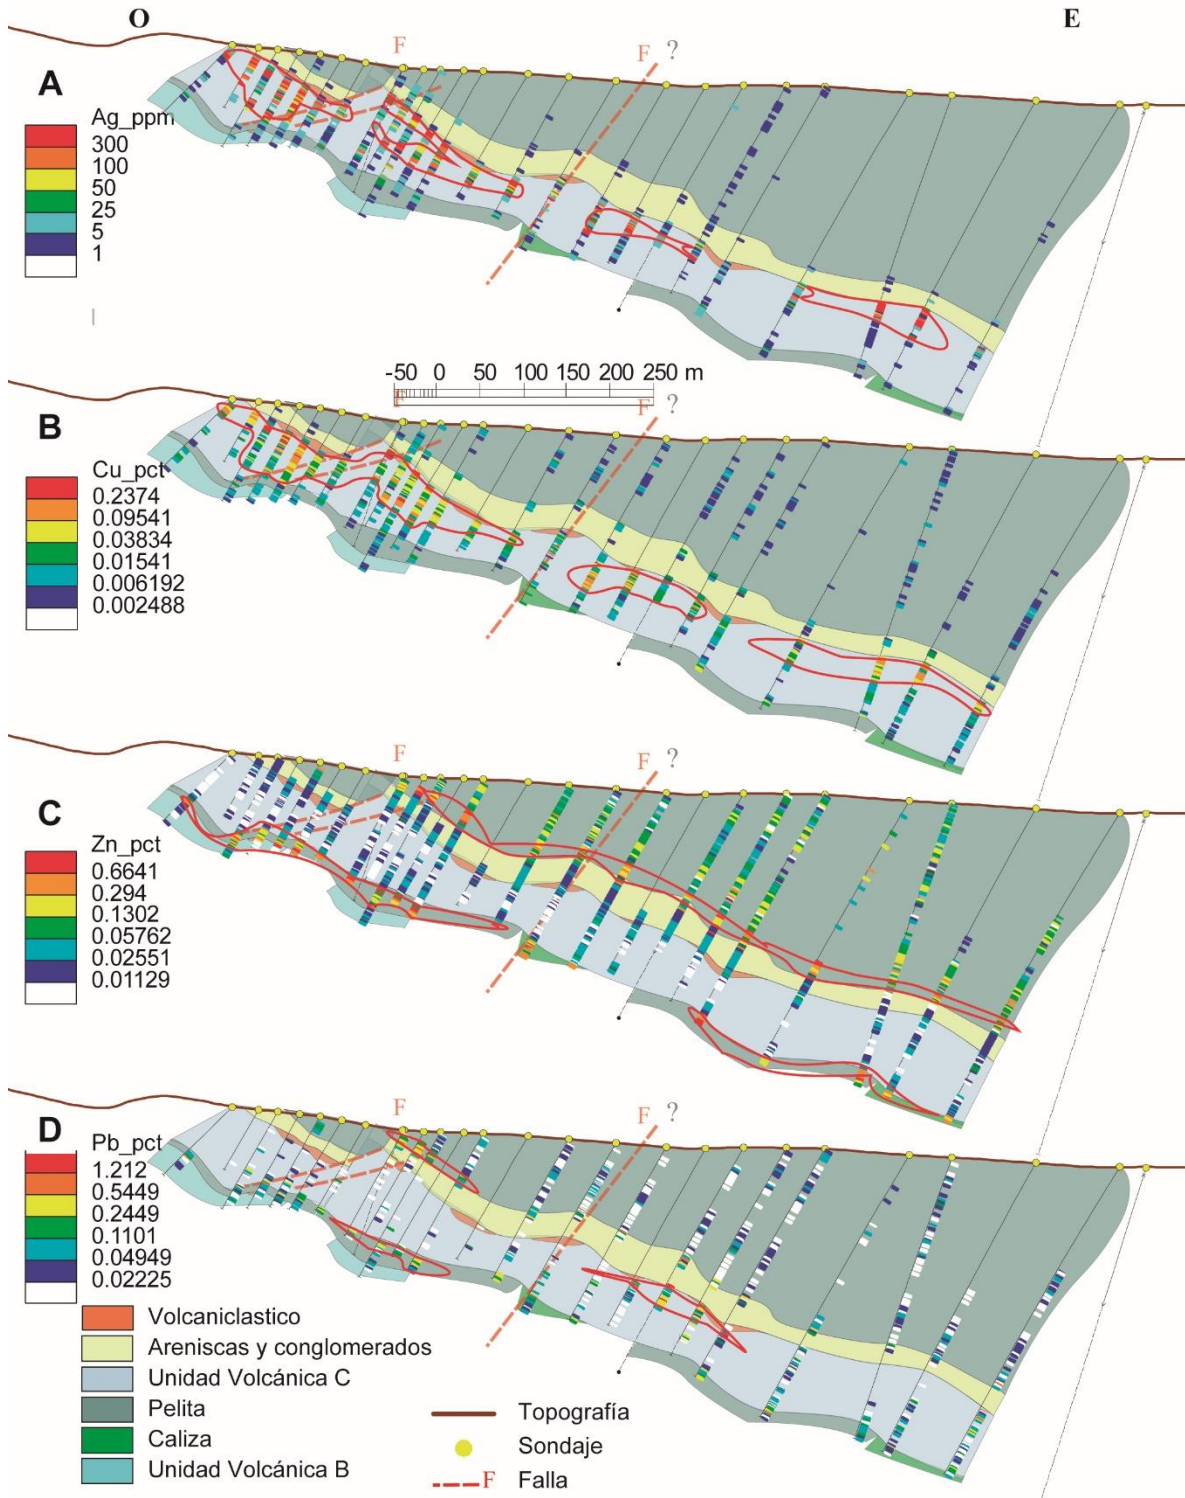 O E
F
F ?
A
Ag_ppm
300
100
50
25
5
1
-50 0 50 100 150 200 250 m
F
F ?
B
Cu_pct
0.2374
0.09541
0.03834
0.01541
0.006192
0.002488
F
F ?
C
Zn_pct
0.6641
0.294
0.1302
0.05762
0.02551
0.01129
F
F ?
D
Pb_pct
1.212
0.5449
0.2449
0.1101
0.04949
0.02225
Volcaniclastico
Areniscas y conglomerados
Unidad Volcánica C
Pelita
Caliza
Unidad Volcánica B
Topografía
Sondaje
F Falla